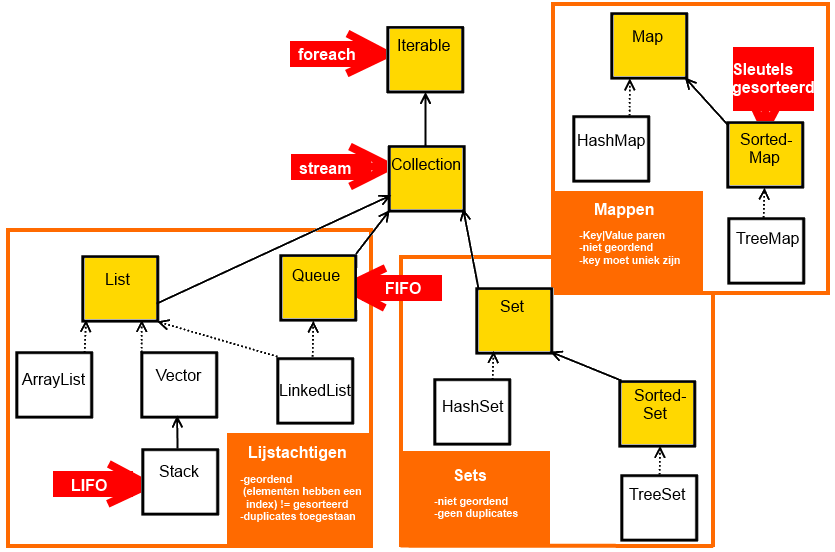 foreach
Iterable
stream
Collection
Map
Sleutels
gesorteerd
HashMap
Sorted-
Map
TreeMap
Mappen
-Key|Value paren
-niet geordend
-key moet uniek zijn
List
Queue
FIFO
ArrayList
Vector
LinkedList
LIFO
Stack
Lijstachtigen
-geordend
(elementen hebben een
index) != gesorteerd
-duplicates toegestaan
Set
HashSet
Sorted-
Set
TreeSet
Sets
-niet geordend
-geen duplicates